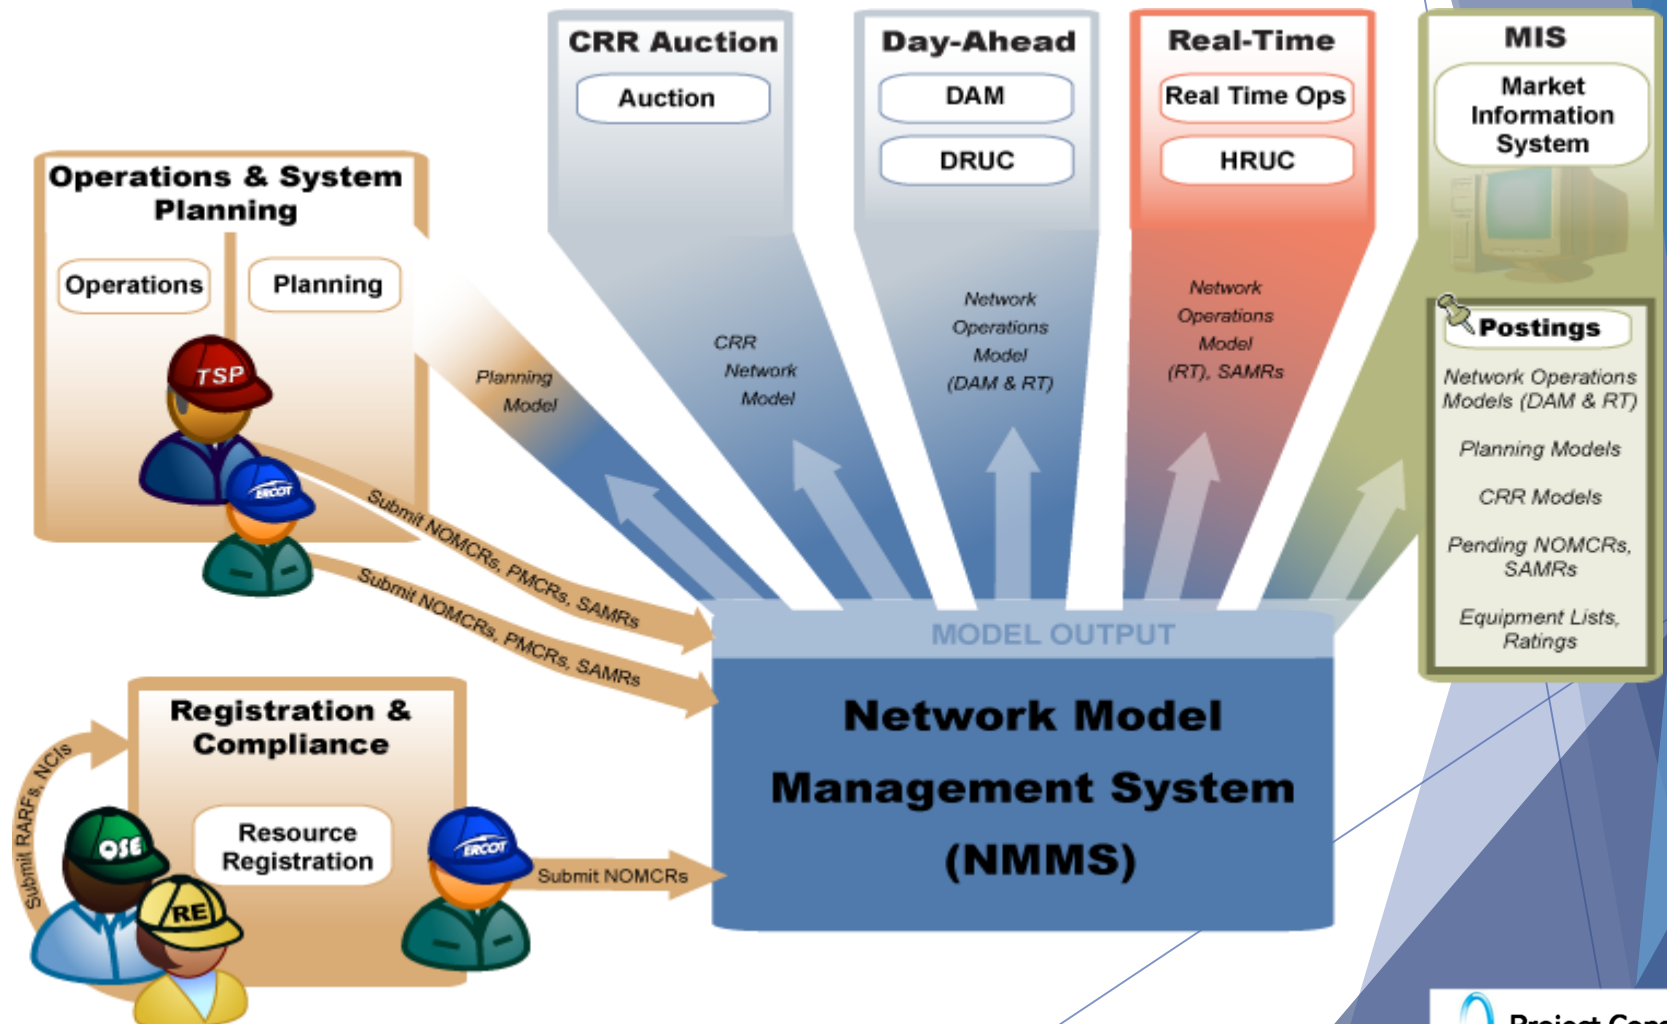 CRR Auction
Auction
Day-Ahead
DAM
DRUC
Real-Time
Real Time Ops
HRUC
MIS
Market
Information
System
Operations & System
Planning
Operations
Planning
TSP
ERCOT
Submit NOMCRs, PMCRs, SAMRs
Submit NOMCRs, PMCRs, SAMRs
Planning
Model
CRR
Network
Model
Network
Operations
Model
(DAM & RT)
Network
Operations
Model
(RT), SAMRs
Postings
Network Operations
Models (DAM & RT)
Planning Models
CRR Models
Pending NOMCRs,
SAMRs
Equipment Lists,
Ratings
MODEL OUTPUT
Network Model
Management System
(NMMS)
Registration &
Compliance
Resource
Registration
Submit RARFs, NCIs
QSE
RE
ERCOT
Submit NOMCRs